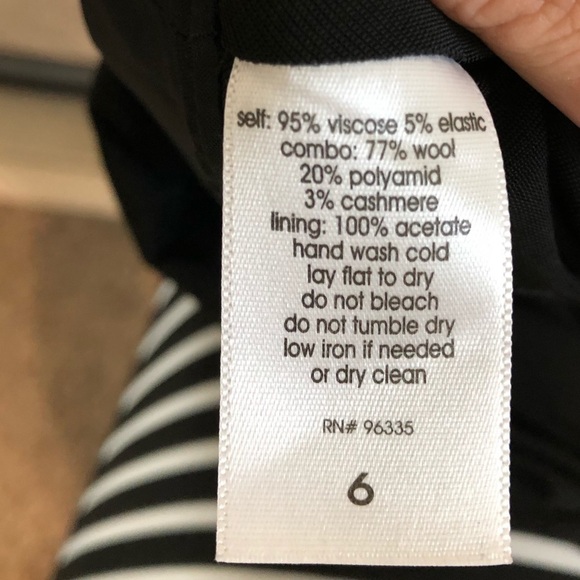 self: 95% viscose 5% elastic
combo: 77% wool
20% polyamid
3% cashmere
lining: 100% acetate
hand wash cold
lay flat to dry
do not bleach
do not tumble dry
low iron if needed
or dry clean
RN# 96335
6